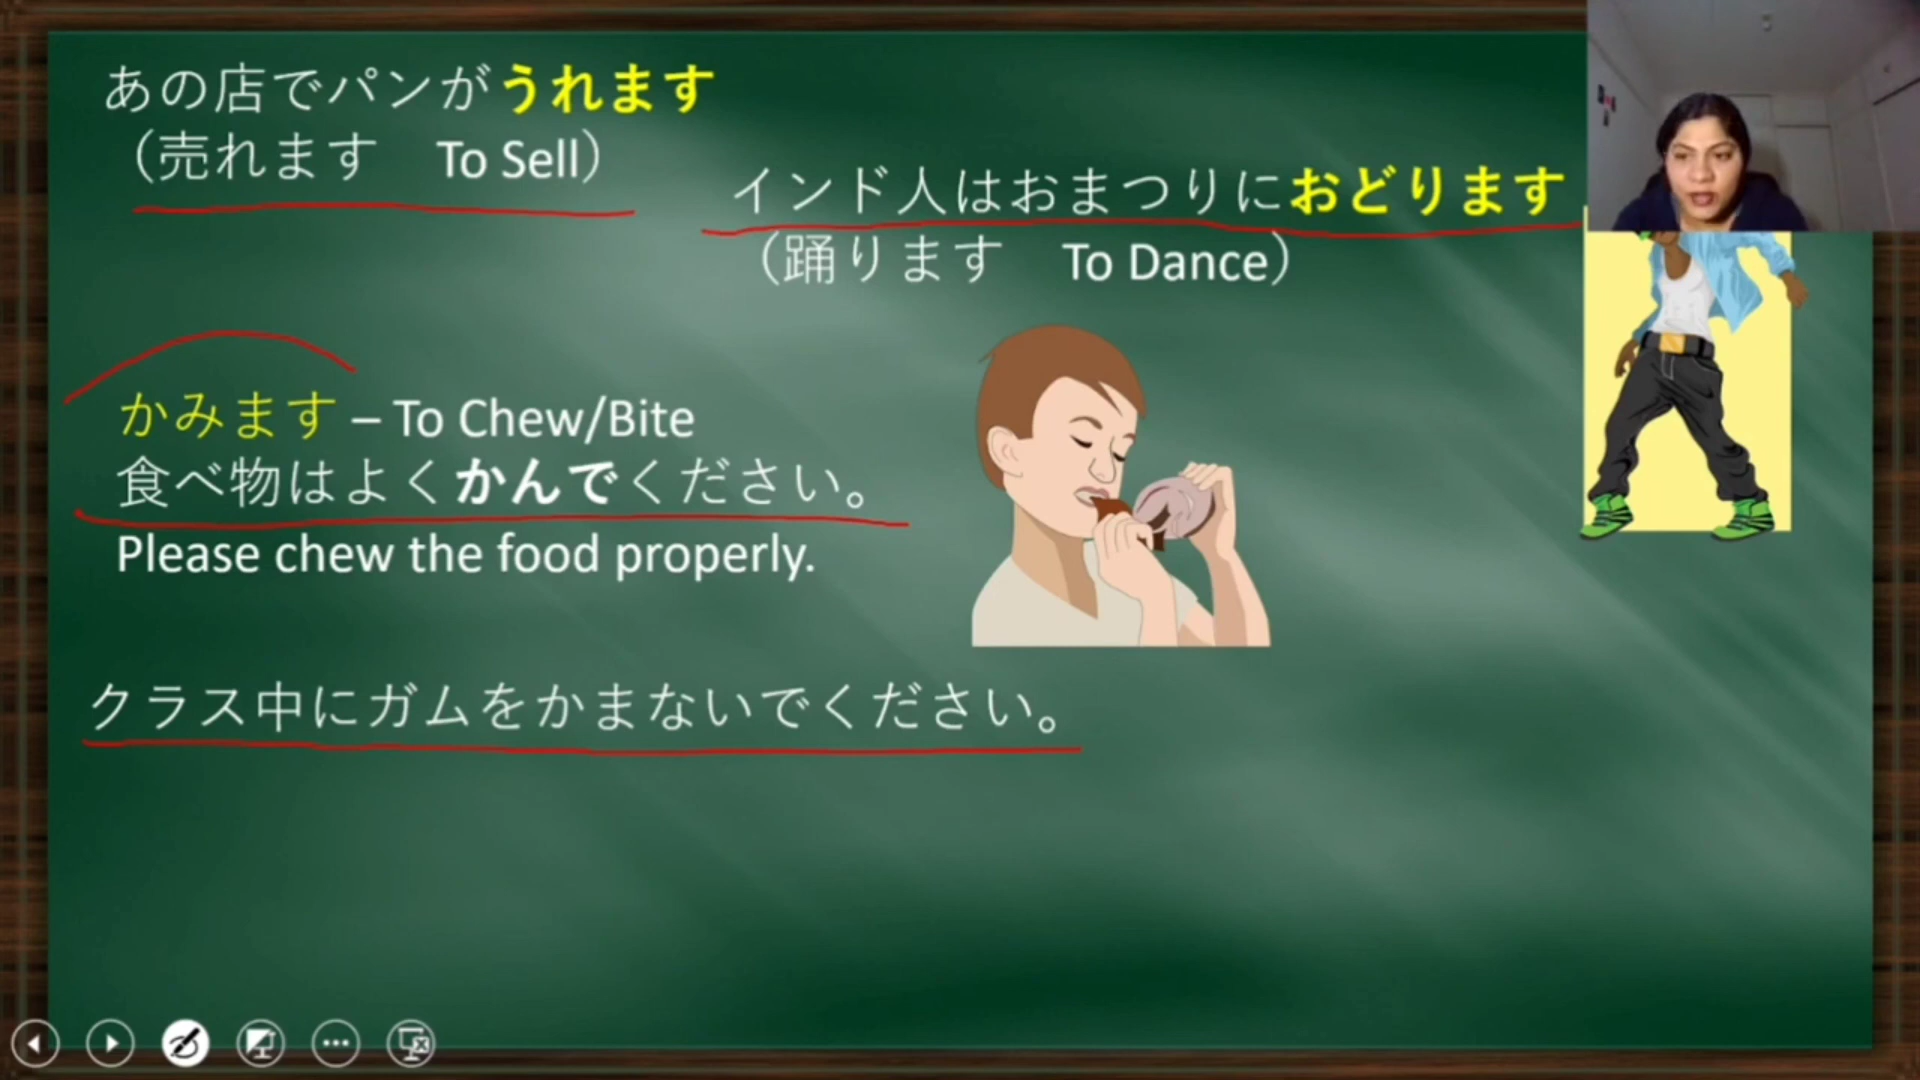 あの店でパンがうれます
（売れます　To Sell）
インド人はおまつりにおどります
（踊ります　To Dance）
かみます – To Chew/Bite
食べ物はよくかんでください。
Please chew the food properly.
クラス中にガムをかまないでください。